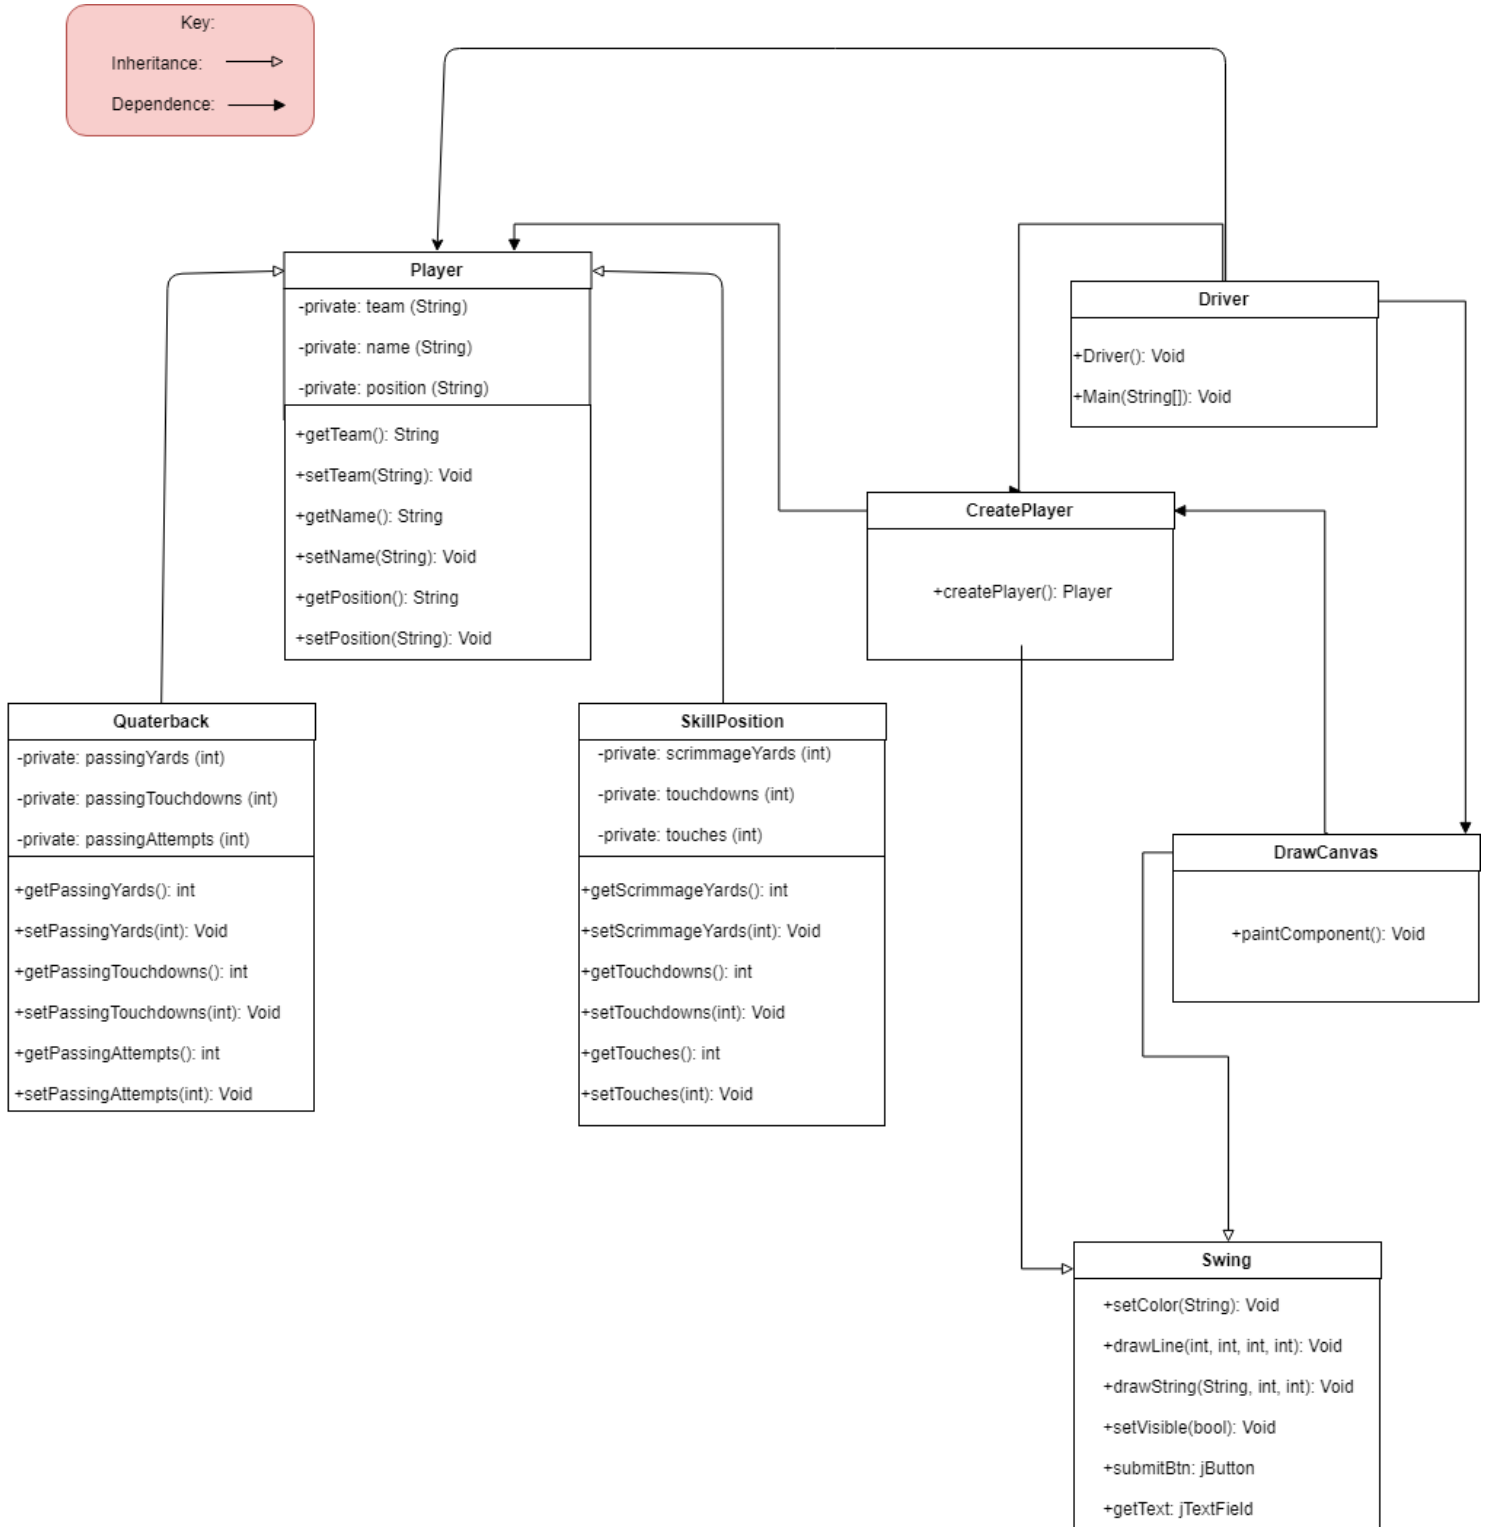 Key:
Inheritance:
Dependence:
Player
-private: team (String)
-private: name (String)
-private: position (String)
+getTeam(): String
+setTeam(String): Void
+getName(): String
+setName(String): Void
+getPosition(): String
+setPosition(String): Void
Driver
+Driver(): Void
+Main(String[]): Void
CreatePlayer
+createPlayer(): Player
Quaterback
-private: passingYards (int)
-private: passingTouchdowns (int)
-private: passingAttempts (int)
+getPassingYards(): int
+setPassingYards(int): Void
+getPassingTouchdowns(): int
+setPassingTouchdowns(int): Void
+getPassingAttempts(): int
+setPassingAttempts(int): Void
SkillPosition
-private: scrimmageYards (int)
-private: touchdowns (int)
-private: touches (int)
+getScrimmageYards(): int
+setScrimmageYards(int): Void
+getTouchdowns(): int
+setTouchdowns(int): Void
+getTouches(): int
+setTouches(int): Void
DrawCanvas
+paintComponent(): Void
Swing
+setColor(String): Void
+drawLine(int, int, int, int): Void
+drawString(String, int, int): Void
+setVisible(bool): Void
+submitBtn: jButton
+getText: jTextField